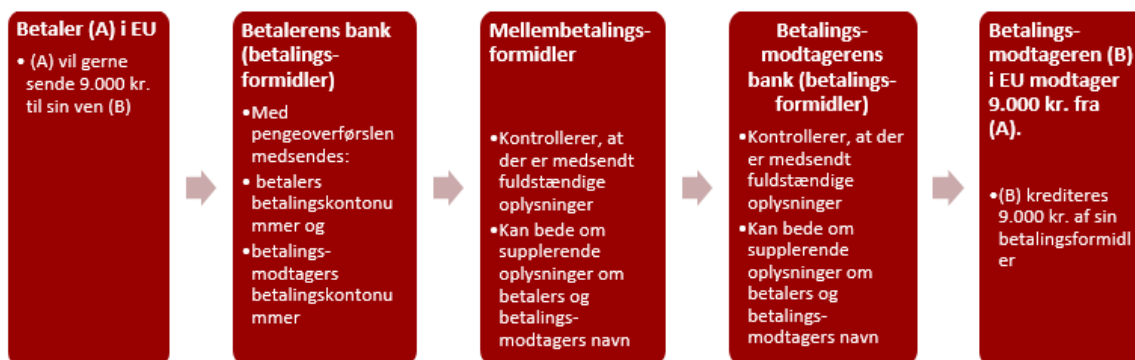 Betaler (A) i EU
• (A) vil gerne
sende 9.000 kr.
til sin ven (B)
Betalerens bank
(betalings-
formidler)
•Med
pengeoverførslen
medsendes:
• betalers
betalingskontonu
mmer og
•betalings-
modtagers
betalingskontonu
mmer
Mellembetalings-
formidler
•Kontrollerer, at
der er medsendt
fuldstændige
oplysninger
•Kan bede om
supplerende
oplysninger om
betalers og
betalings-
modtagers navn
Betalings-
modtagerens
bank (betalings-
formidler)
•Kontrollerer, at der
er medsendt
fuldstændige
oplysninger
•Kan bede om
supplerende
oplysninger om
betalers og
betalings-
modtagers navn
Betalings-
modtageren (B)
i EU modtager
9.000 kr. fra
(A).
•(B) krediteres
9.000 kr. af sin
betalingsformidl
er